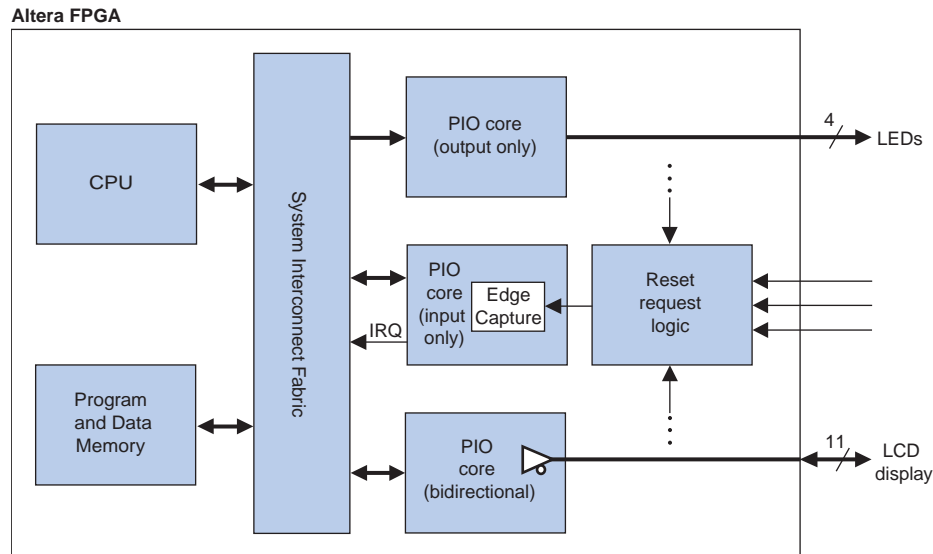 Altera FPGA
CPU
Program
and Data
Memory
System Interconnect Fabric
PIO core
(output only)
4
LEDs
PIO
core
(input
only)
Edge
Capture
IRQ
Reset
request
logic
PIO
core
(bidirectional)
11
LCD
display